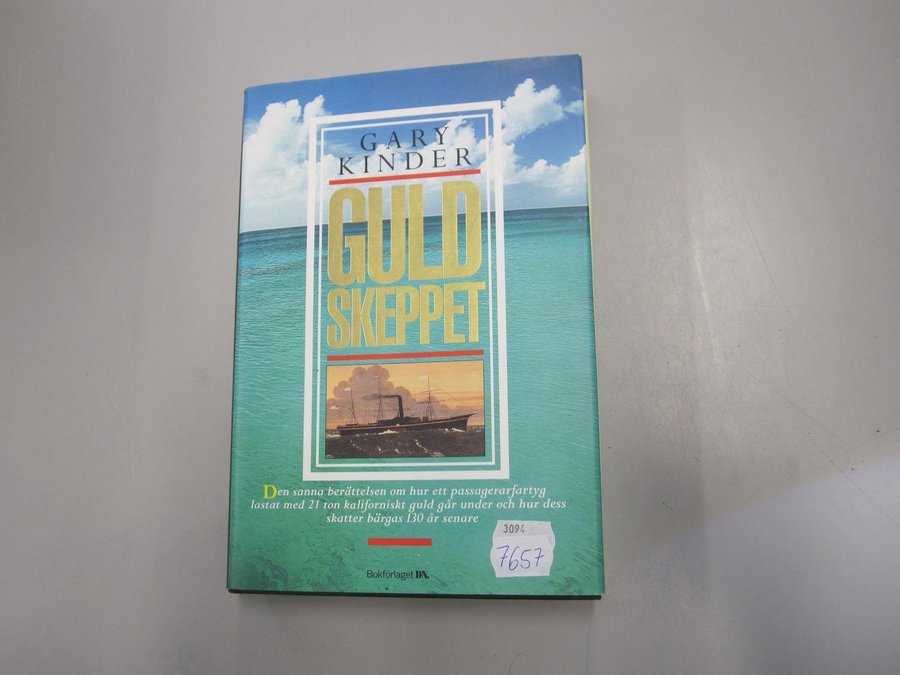 GARY
KINDER
GULD
SKEPPET
Den sanna berättelsen om hur ett passagerarfartyg
lastat med 21 ton kaliforniskt guld går under och hur dess
skatter bärgas 130 år senare
3094
7657
Bokförlaget DN.